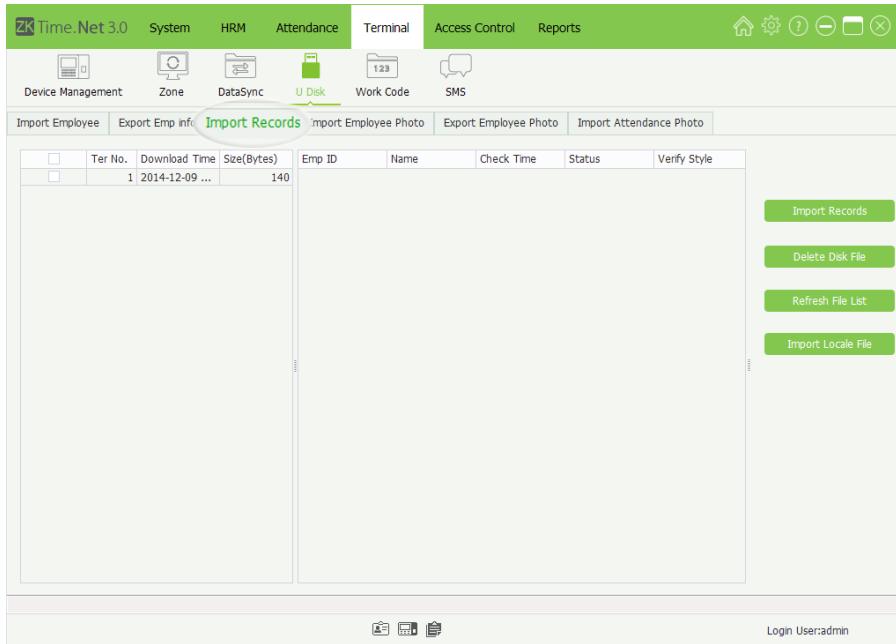 ZK Time.Net 3.0 System HRM Attendance Terminal Access Control Reports
Device Management Zone DataSync U Disk 123 Work Code SMS
Import Employee Export Emp info Import Records Import Employee Photo Export Employee Photo Import Attendance Photo
Ter No. Download Time Size(Bytes) Emp ID Name Check Time Status Verify Style
1 2014-12-09 ... 140
Import Records
Delete Disk File
Refresh File List
Import Locale File
Login User:admin